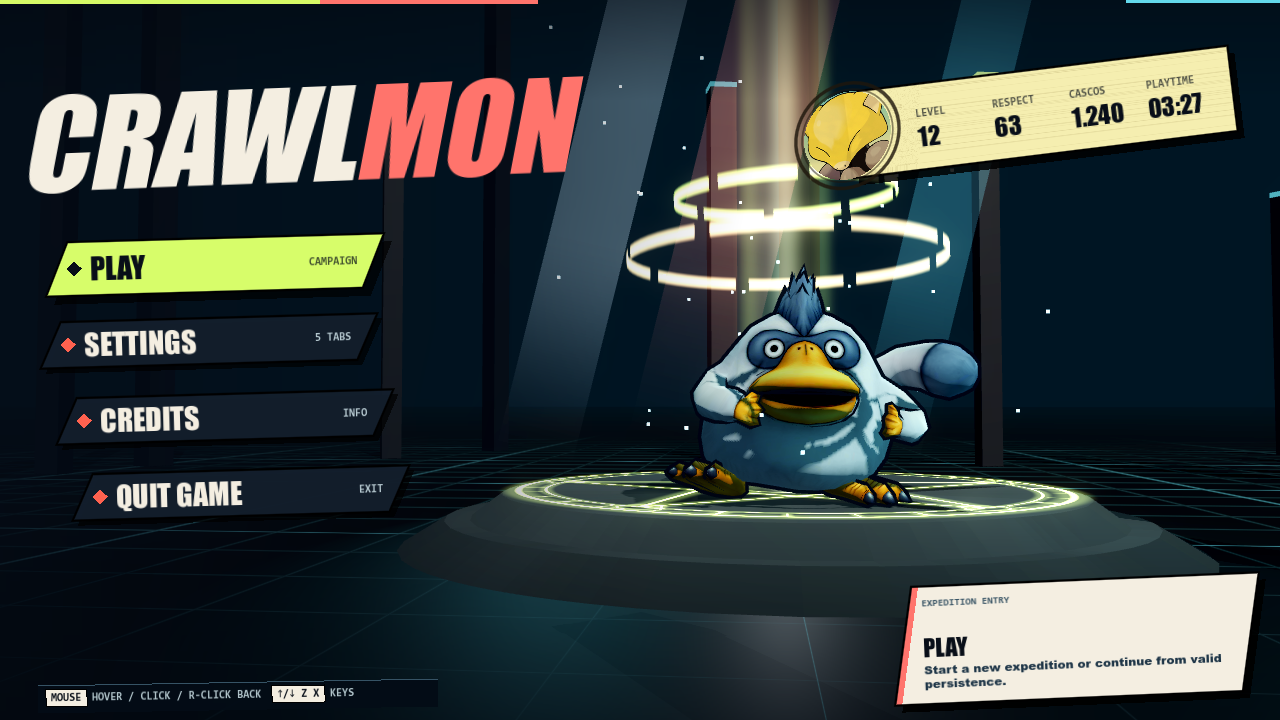 CRAWLMON
LEVEL
12
RESPECT
63
CASCOS
1.240
PLAYTIME
03:27
PLAY
CAMPAIGN
SETTINGS
5 TABS
CREDITS
INFO
QUIT GAME
EXIT
EXPEDITION ENTRY
PLAY
Start a new expedition or continue from valid
persistence.
MOUSE HOVER / CLICK / R-CLICK BACK ↑/↓ Z X KEYS